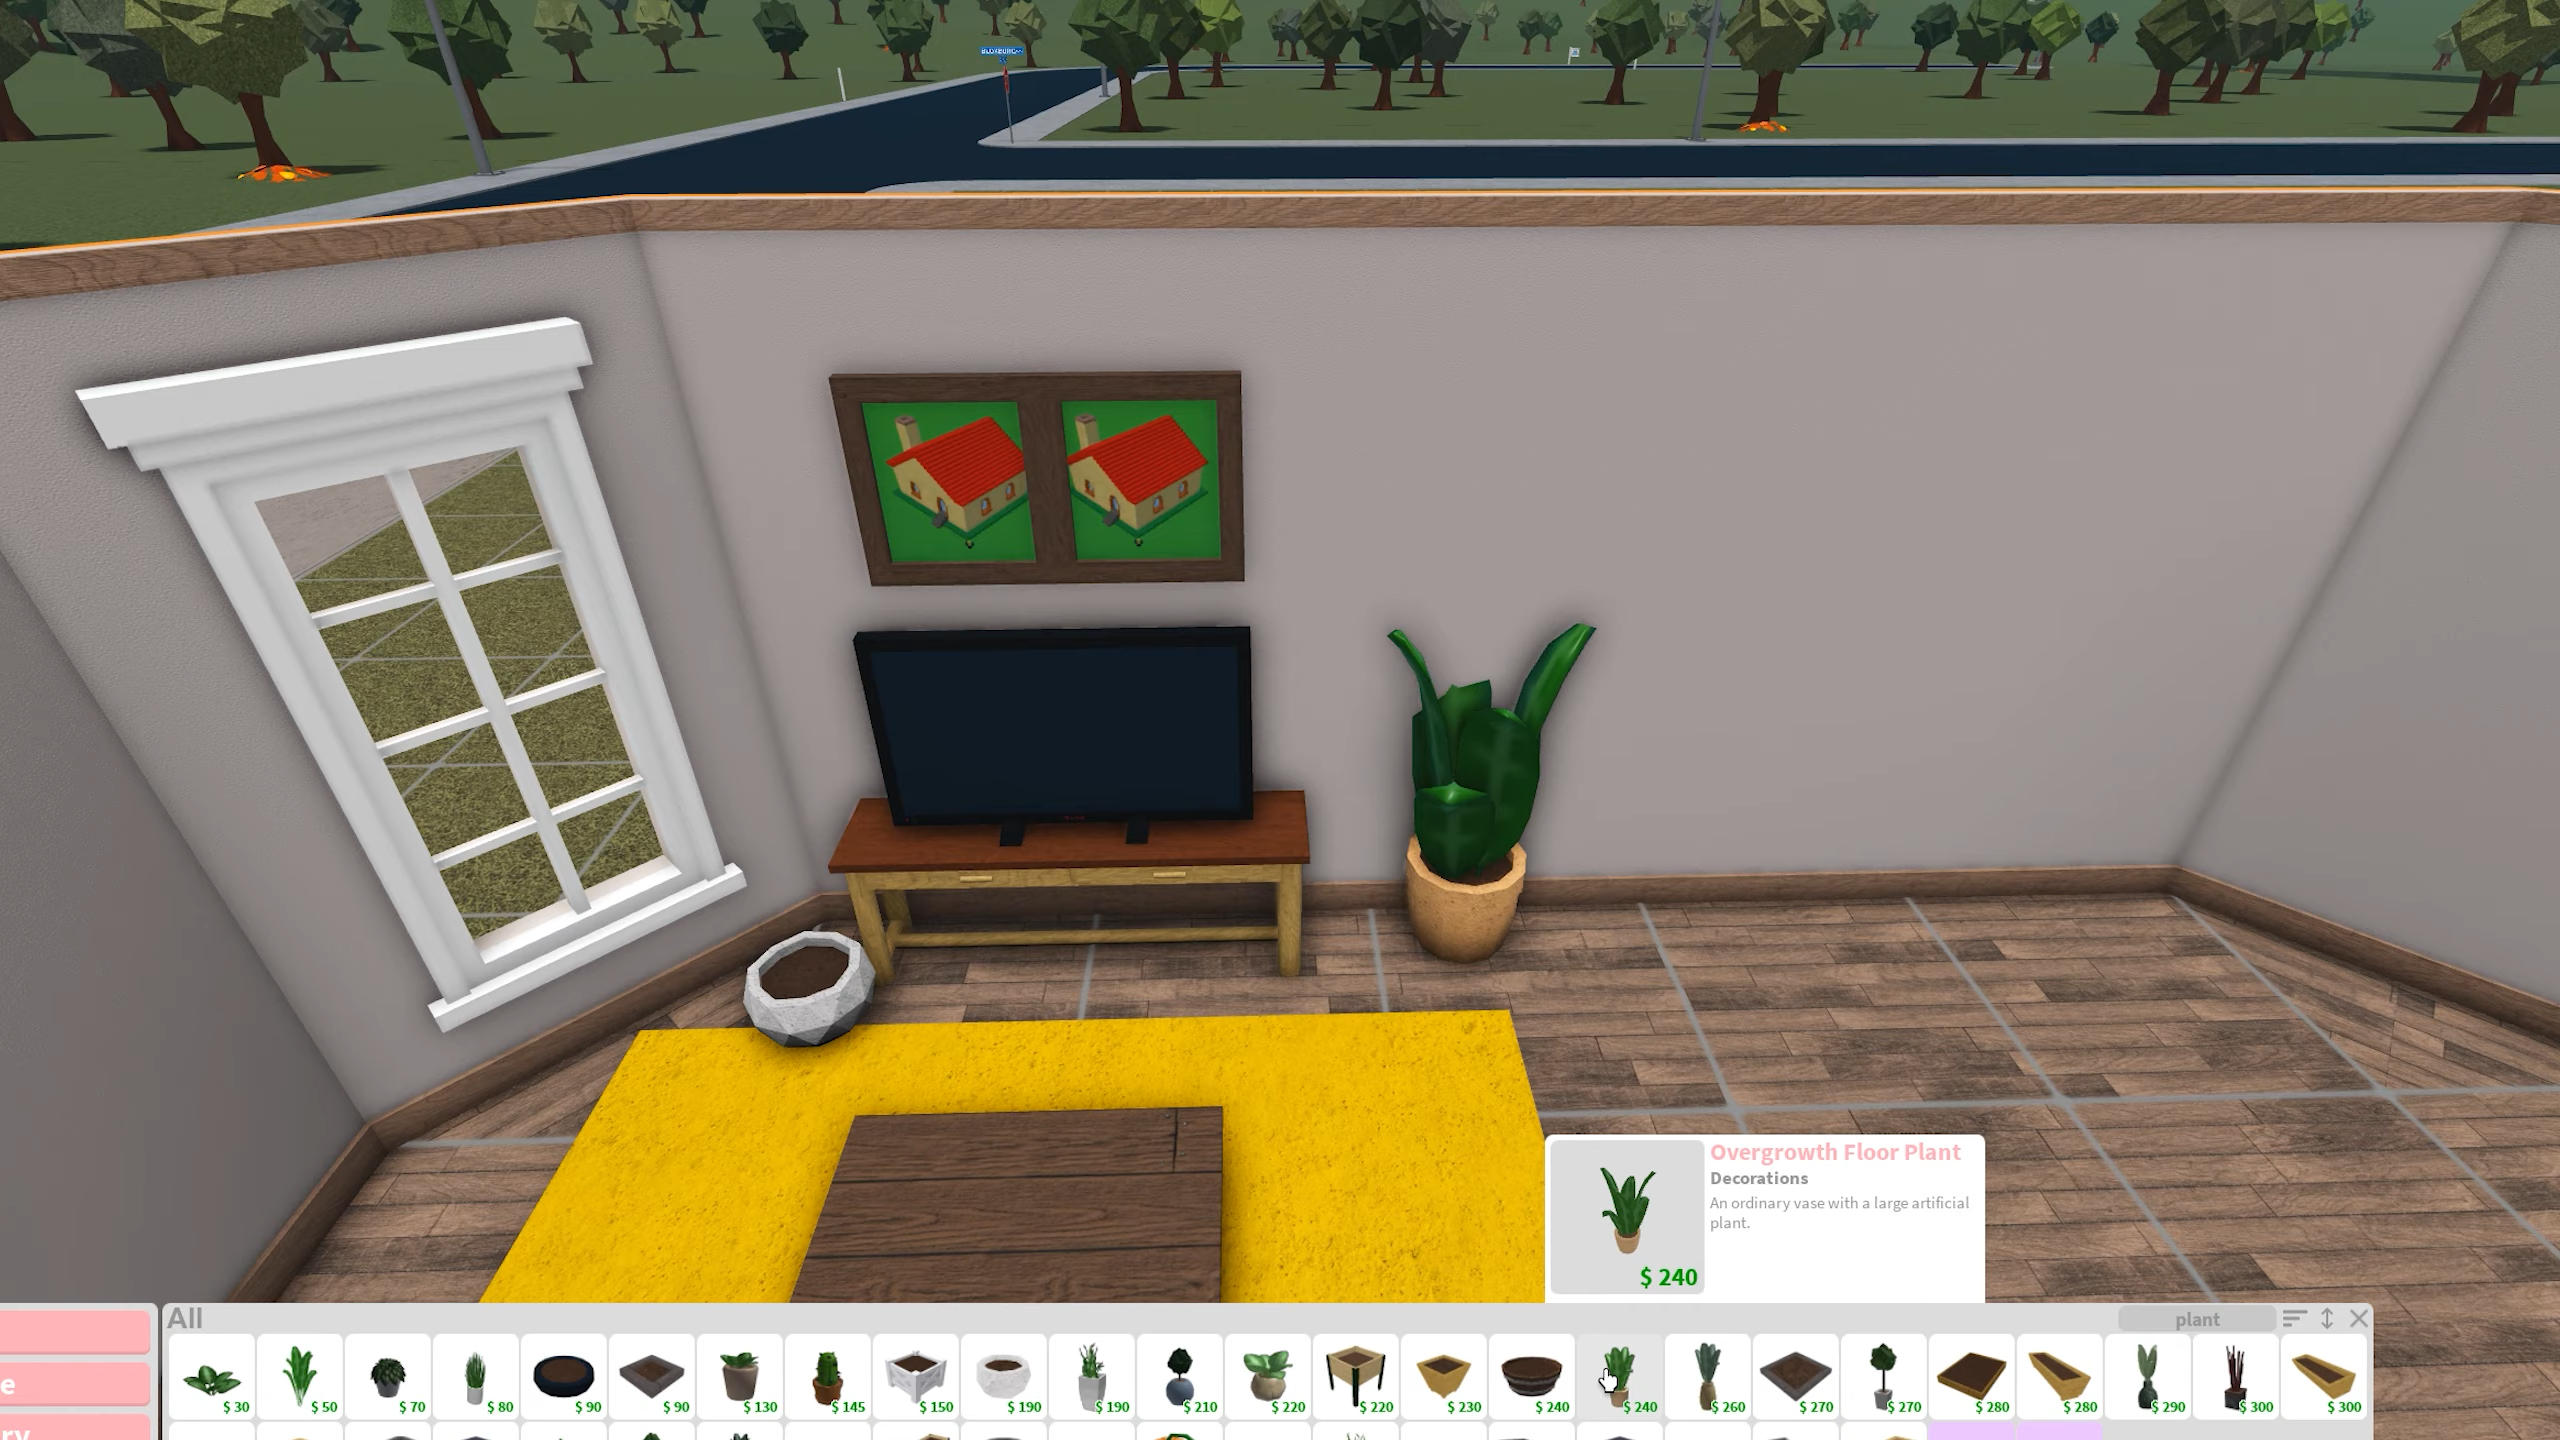 BLOXBURG
Overgrowth Floor Plant
Decorations
An ordinary vase with a large artificial
plant.
$ 240
All
plant
e
$ 30
$ 50
$ 70
$ 80
$ 90
$ 90
$ 130
$ 145
$ 150
$ 190
$ 190
$ 210
$ 220
$ 220
$ 230
$ 240
$ 240
$ 260
$ 270
$ 270
$ 280
$ 280
$ 290
$ 300
$ 300
ry